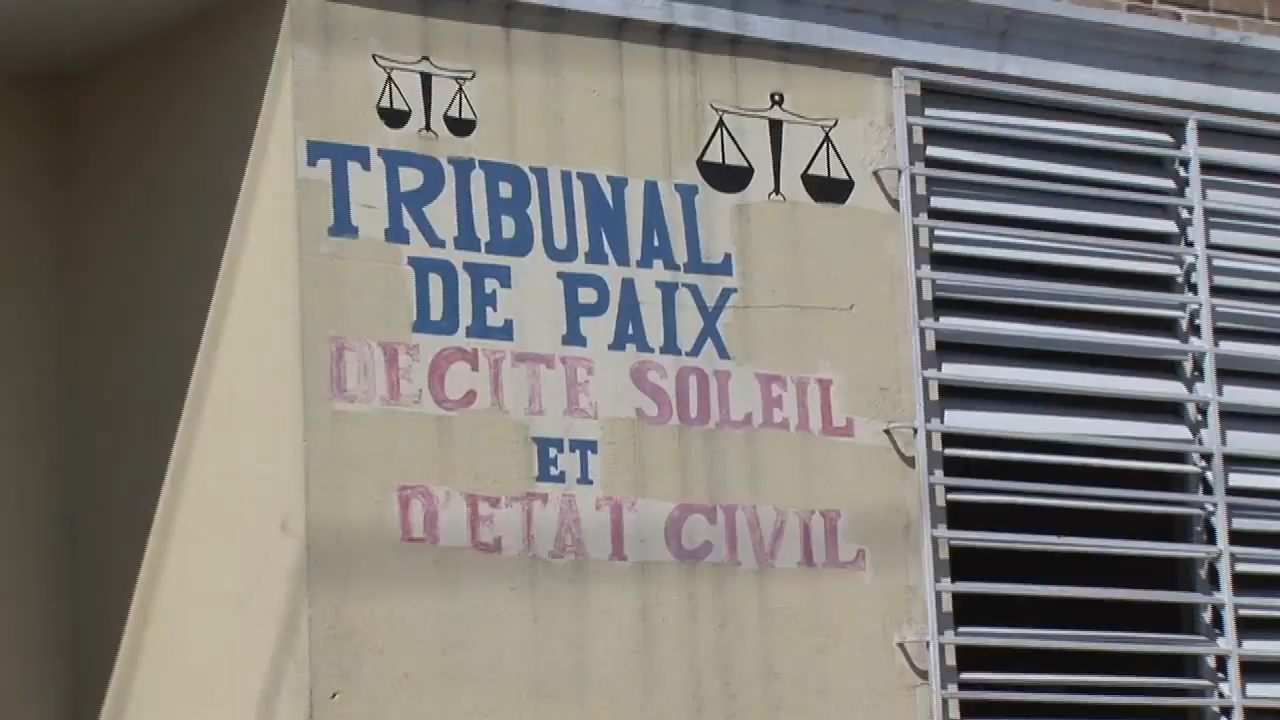 TRIBUNAL
DE PAIX
DE CITE SOLEIL
ET
D'ETAT CIVIL